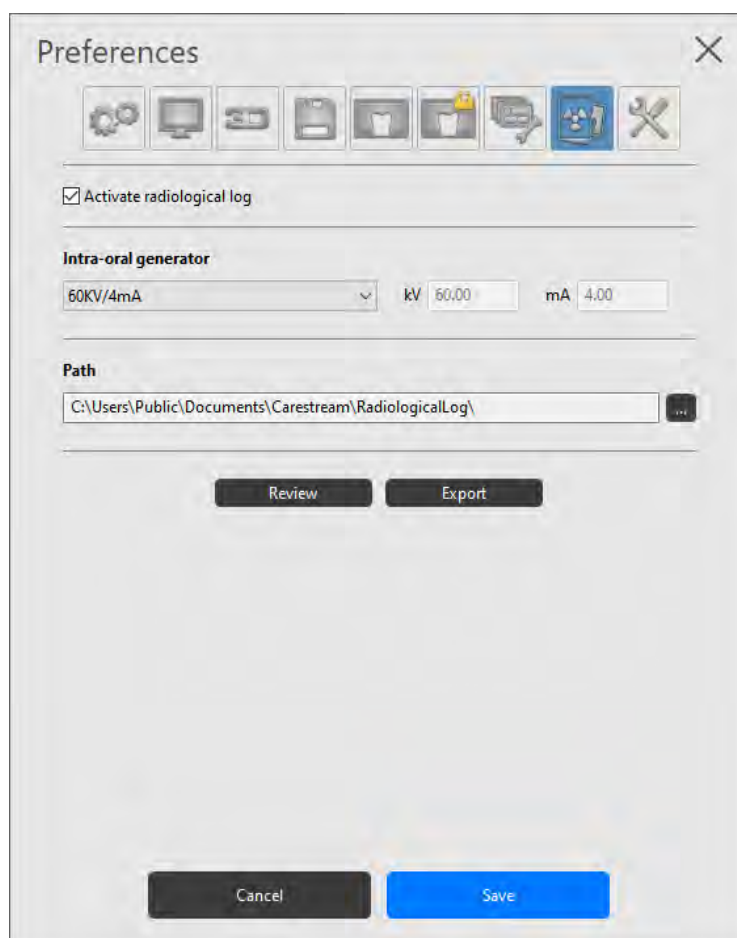 Preferences
3D
Activate radiological log
Intra-oral generator
60KV/4mA kV 60.00 mA 4.00
Path
C:\Users\Public\Documents\Carestream\RadiologicalLog\ ...
Review Export
Cancel Save